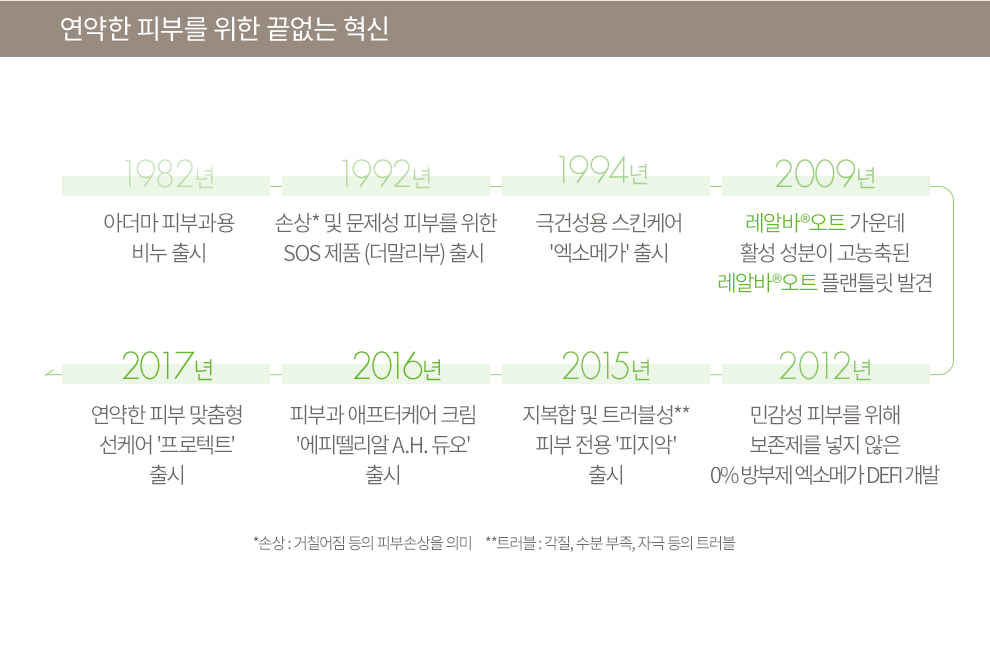 연약한 피부를 위한 끝없는 혁신
1982년
아더마 피부과용
비누 출시
1992년
손상* 및 문제성 피부를 위한
SOS 제품 (더말리부) 출시
1994년
극건성용 스킨케어
'엑소메가' 출시
2009년
레알바®오트 가운데
활성 성분이 고농축된
레알바®오트 플랜틀릿 발견
2012년
민감성 피부를 위해
보존제를 넣지 않은
0% 방부제 엑소메가 DEFI 개발
2015년
지복합 및 트러블성**
피부 전용 '피지악'
출시
2016년
피부과 애프터케어 크림
'에피뗄리알 A.H. 듀오'
출시
2017년
연약한 피부 맞춤형
선케어 '프로텍트'
출시
*손상 : 거칠어짐 등의 피부손상을 의미 **트러블 : 각질, 수분 부족, 자극 등의 트러블